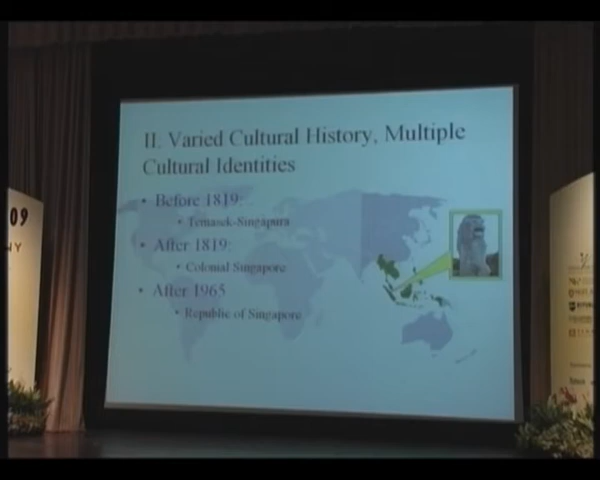 II. Varied Cultural History, Multiple
Cultural Identities
• Before 1819:
• Temasek-Singapura
• After 1819:
• Colonial Singapore
• After 1965
• Republic of Singapore
09
NY